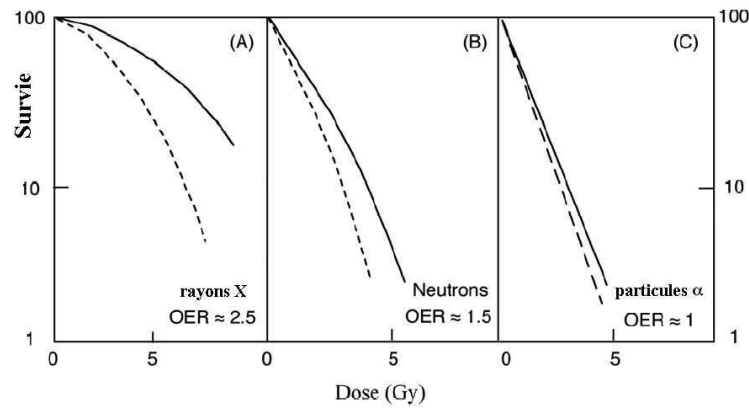 100
10
1
Survie
(A)
rayons X
OER ≈ 2.5
0
5
(B)
Neutrons
OER ≈ 1.5
0
5
(C)
particules α
OER ≈ 1
0
5
100
10
1
Dose (Gy)